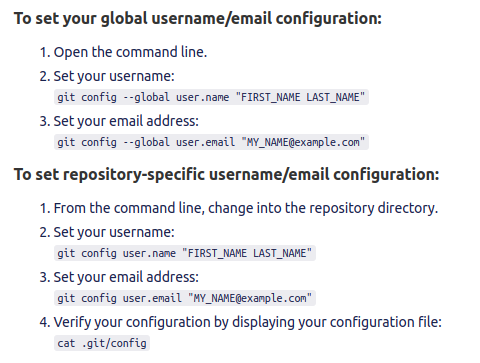 To set your global username/email configuration:
1. Open the command line.
2. Set your username:
git config --global user.name "FIRST_NAME LAST_NAME"
3. Set your email address:
git config --global user.email "MY_NAME@example.com"
To set repository-specific username/email configuration:
1. From the command line, change into the repository directory.
2. Set your username:
git config user.name "FIRST_NAME LAST_NAME"
3. Set your email address:
git config user.email "MY_NAME@example.com"
4. Verify your configuration by displaying your configuration file:
cat .git/config